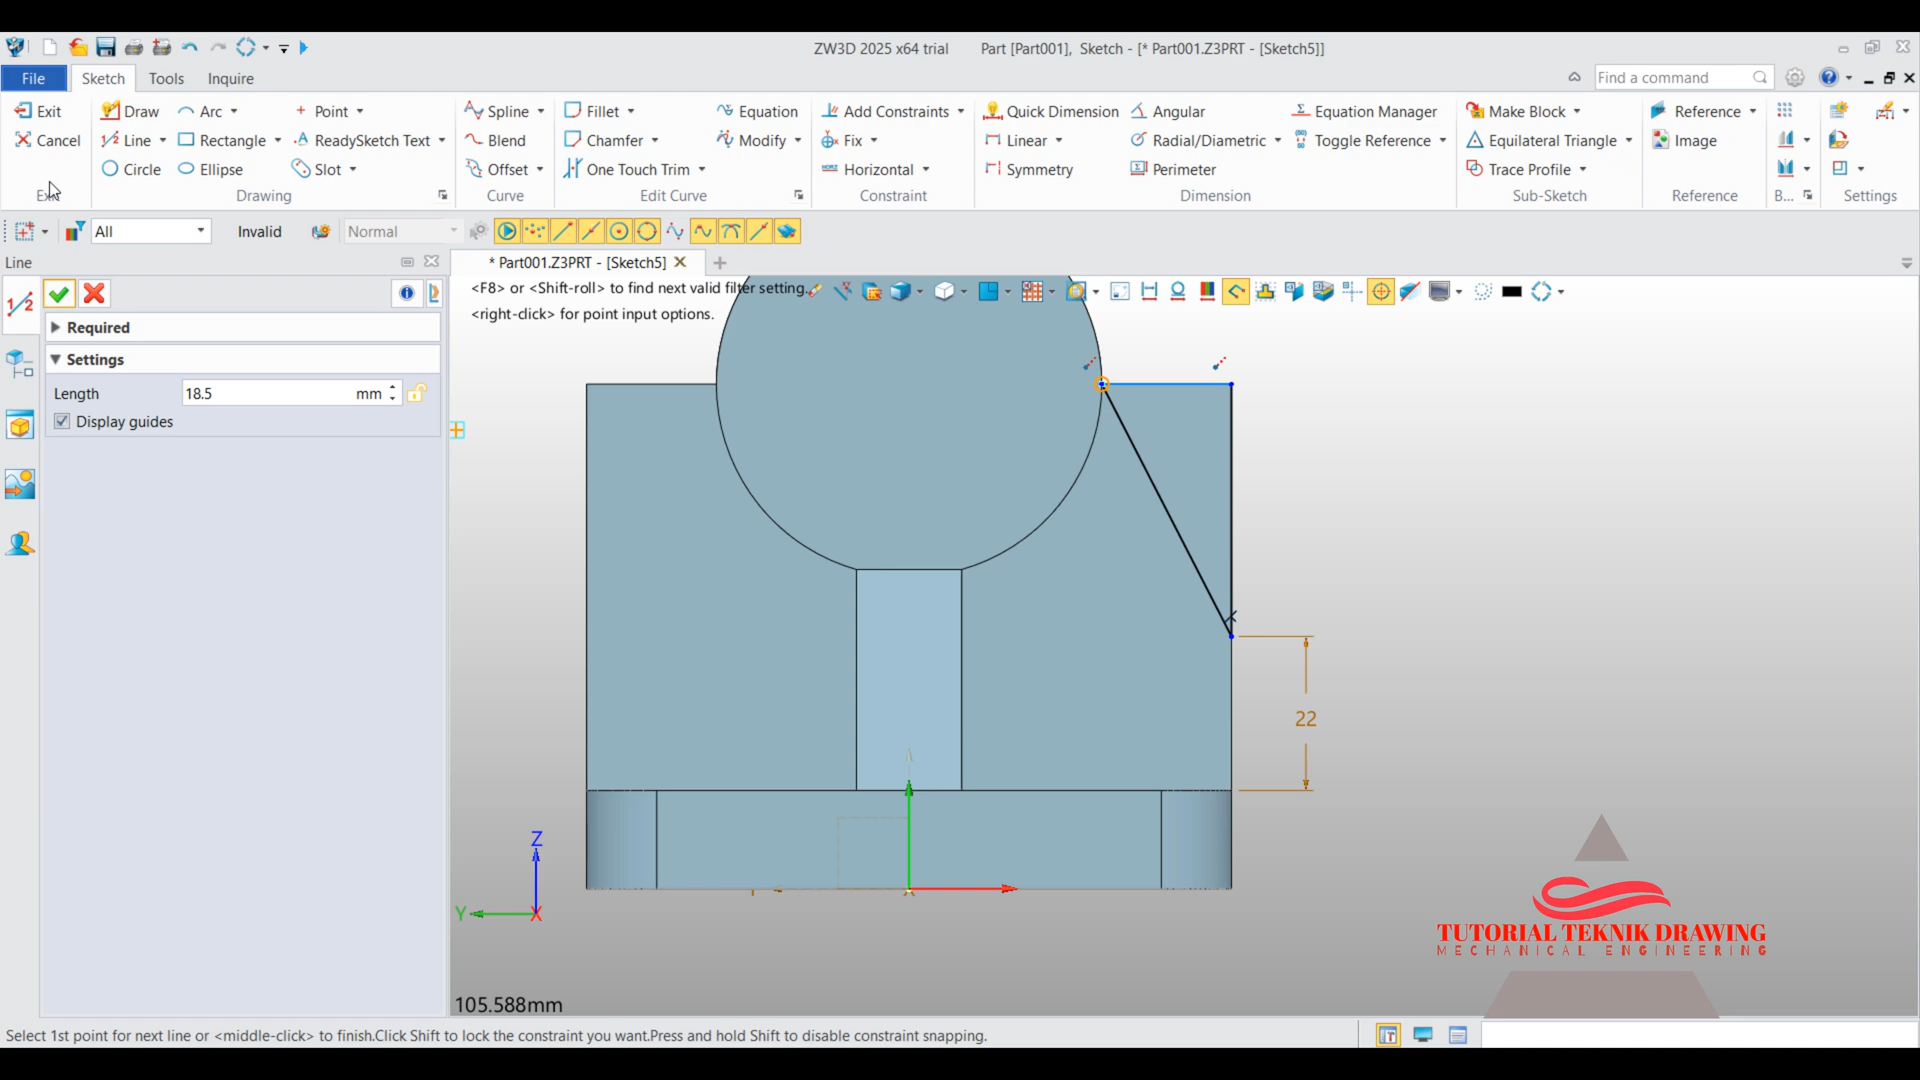 ZW3D 2025 x64 trial Part [Part001], Sketch - [* Part001.Z3PRT - [Sketch5]]
File Sketch Tools Inquire Find a command
Exit Draw Arc Point Spline Fillet Equation Add Constraints Quick Dimension Angular Equation Manager Make Block Reference
Cancel Line Rectangle ReadySketch Text Blend Chamfer Modify Fix Linear Radial/Diametric Toggle Reference Equilateral Triangle Image
Circle Ellipse Slot Offset One Touch Trim Horizontal Symmetry Perimeter Trace Profile
Drawing Curve Edit Curve Constraint Dimension Sub-Sketch Reference B... Settings
All Invalid Normal
Line * Part001.Z3PRT - [Sketch5]
<F8> or <Shift-roll> to find next valid filter setting.
<right-click> for point input options.
Required
Settings
Length 18.5 mm
Display guides
22
Z
Y X
TUTORIAL TEKNIK DRAWING
MECHANICAL ENGINEERING
105.588mm
Select 1st point for next line or <middle-click> to finish.Click Shift to lock the constraint you want.Press and hold Shift to disable constraint snapping.